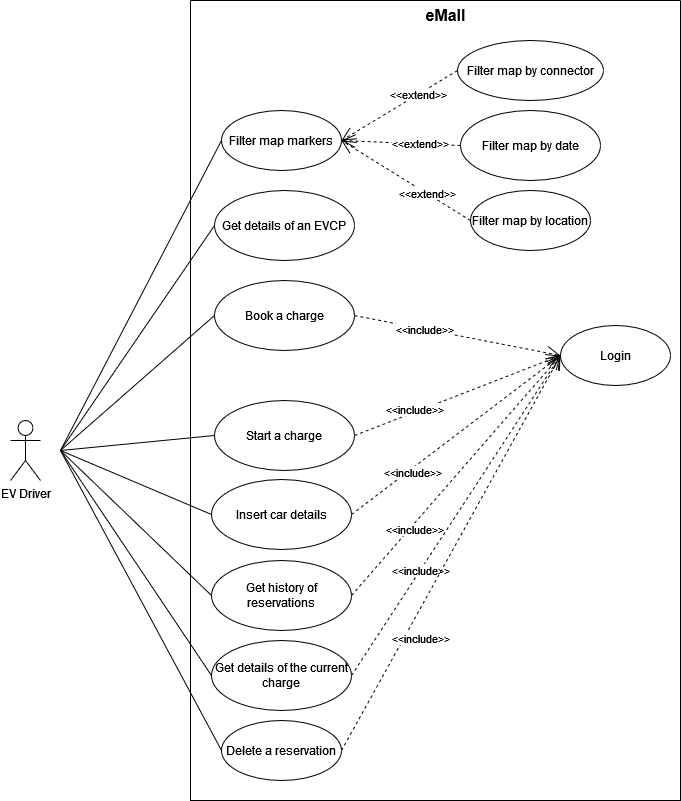 eMall
Filter map by connector
<<extend>>
Filter map markers
<<extend>>
Filter map by date
<<extend>>
Filter map by location
Get details of an EVCP
Book a charge
<<include>>
Login
Start a charge
<<include>>
EV Driver
<<include>>
Insert car details
<<include>>
Get history of
reservations
<<include>>
Get details of the current
charge
<<include>>
Delete a reservation